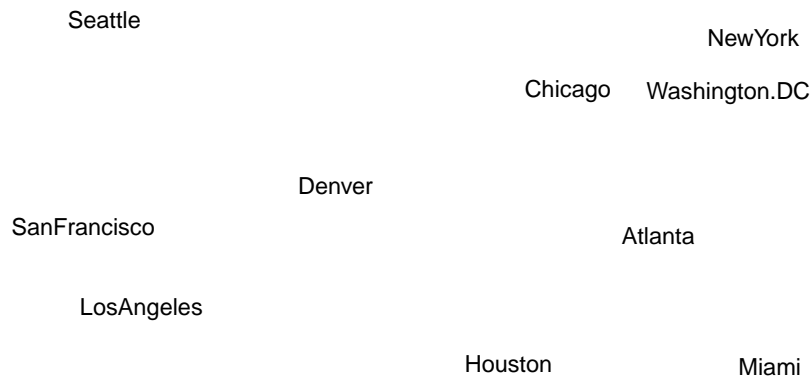 Seattle
NewYork
Chicago
Washington.DC
Denver
SanFrancisco
Atlanta
LosAngeles
Houston
Miami